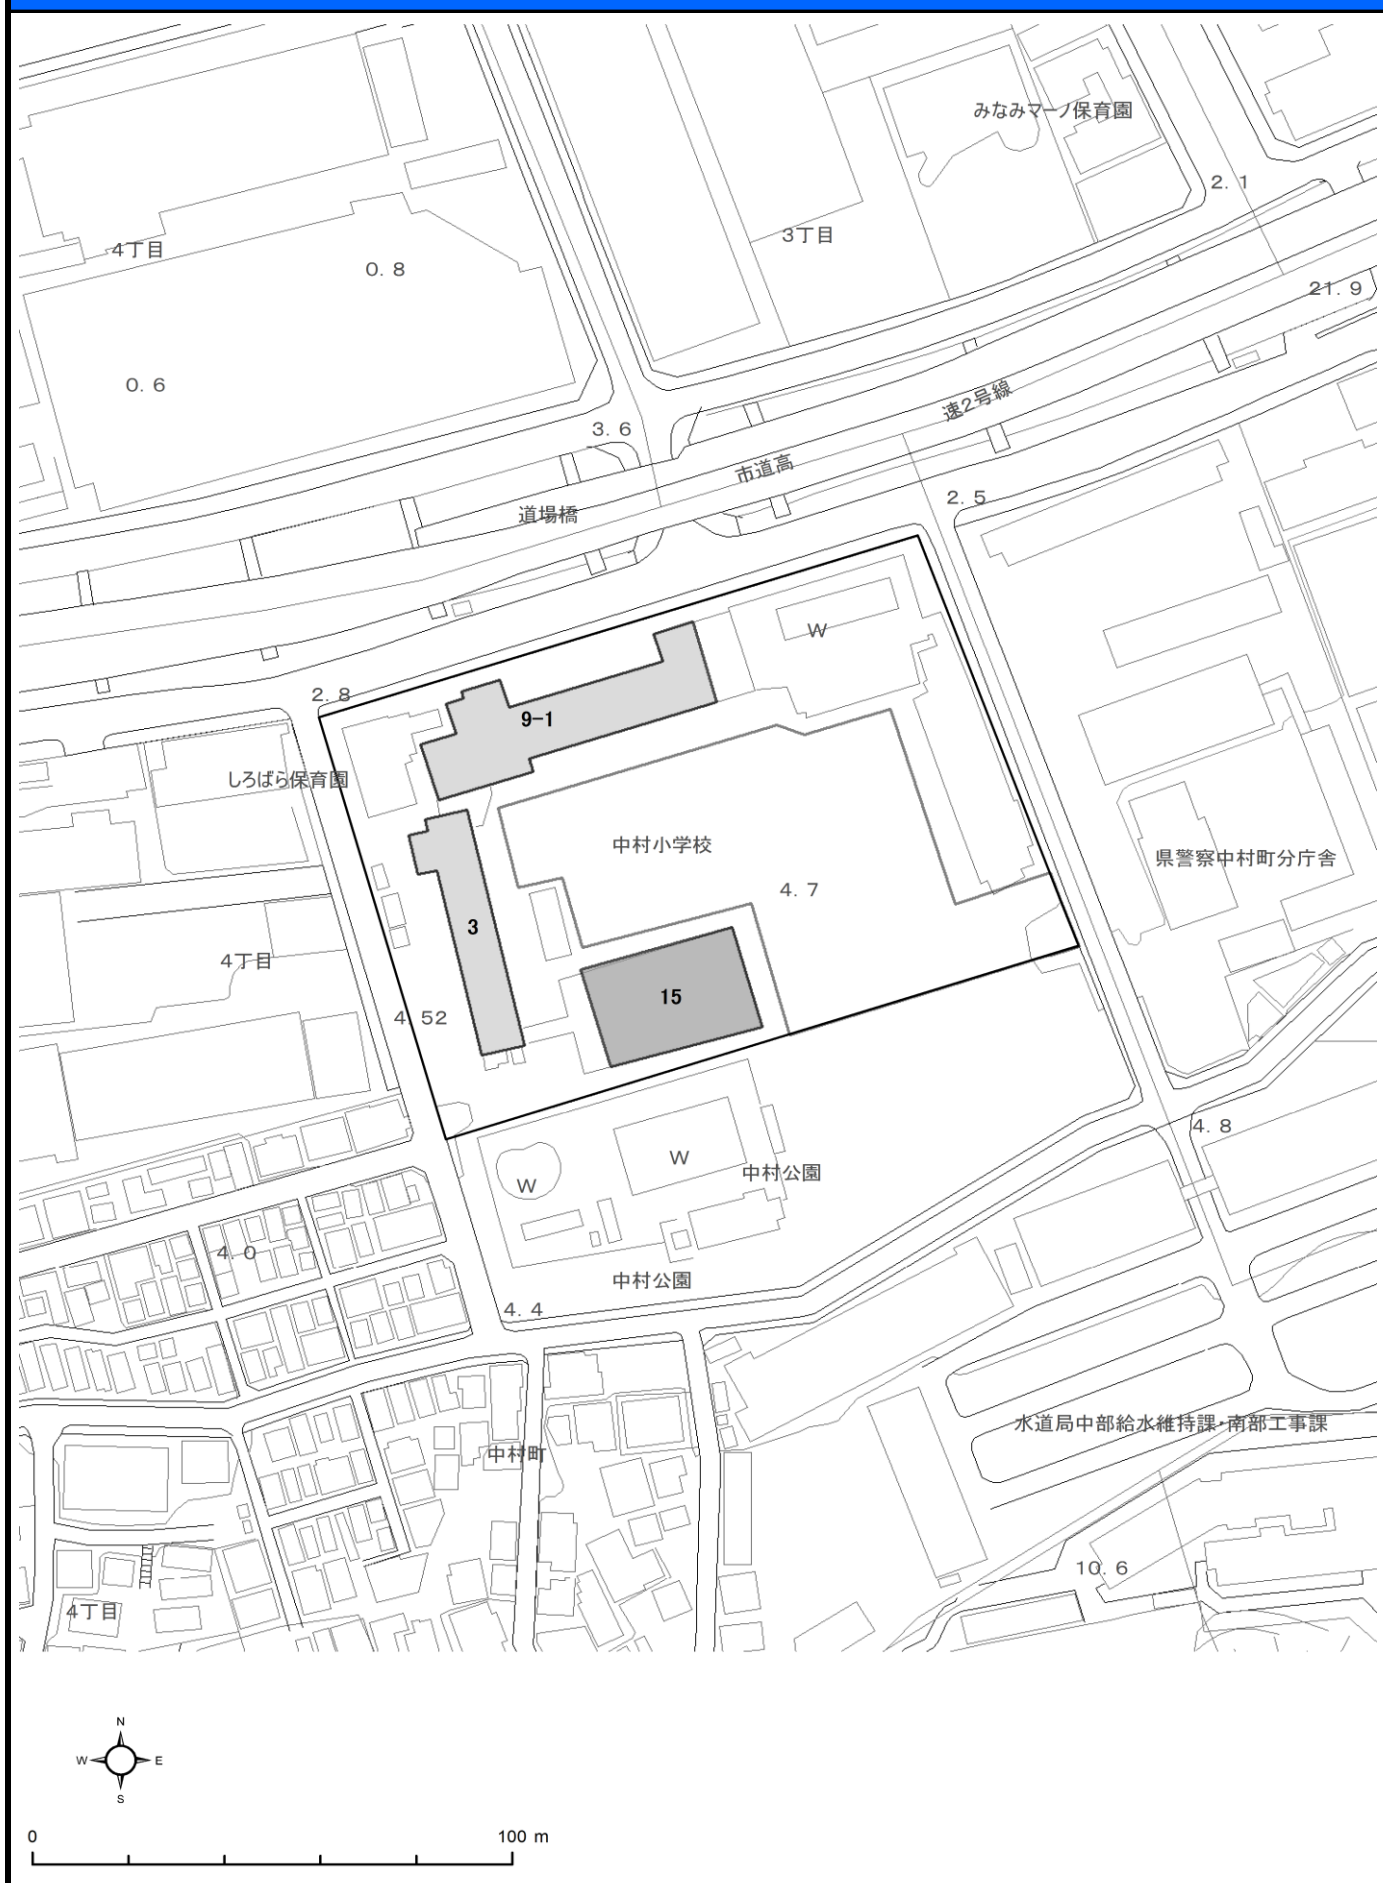 みなみマーノ保育園
2.1
3丁目
4丁目
0.8
21.9
0.6
速2号線
3.6
市道高
2.5
道場橋
W
2.8
9-1
しろばら保育園
中村小学校
県警察中村町分庁舎
4.7
3
4丁目
15
4.52
4.8
W
中村公園
W
4.0
中村公園
4.4
水道局中部給水維持課・南部工事課
中村町
10.6
4丁目
N
W
E
S
0
100 m